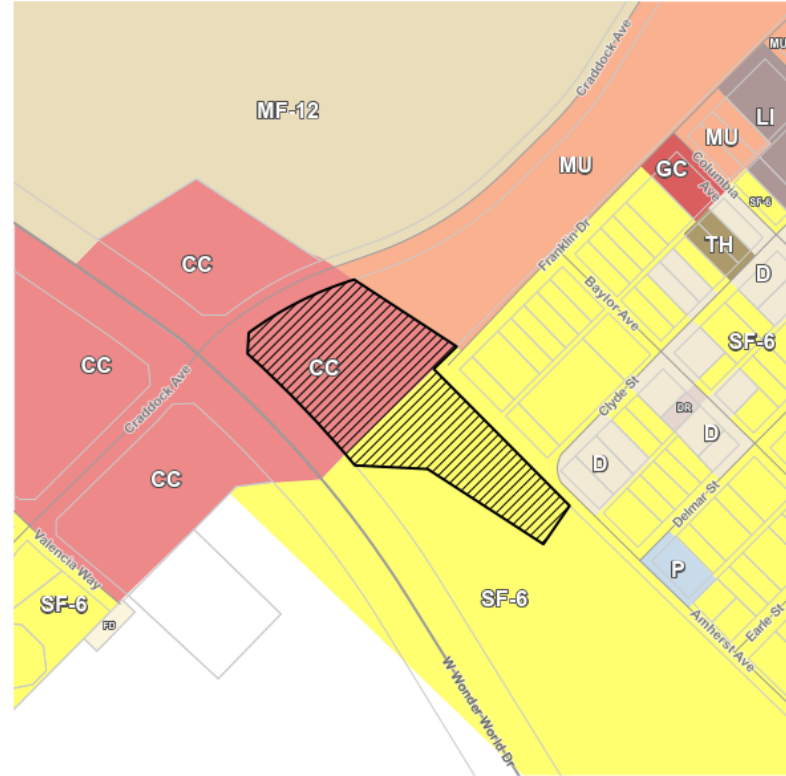 Craddock Ave
MU
LI
MF-12
MU
MU
GC
Columbia
Ave
SF-6
TH
Franklin Dr
D
CC
Baylor Ave
SF-6
CC
CC
Craddock Ave
Clyde St
DR
D
D
CC
Delmar St
Valencia Way
P
SF-6
SF-6
FD
Earle St
Amherst Ave
W Wonder World Dr